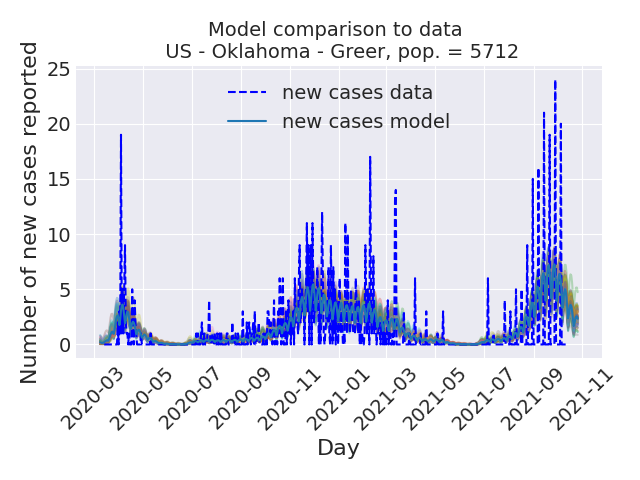 Model comparison to data
US - Oklahoma - Greer, pop. = 5712
new cases data
new cases model
Number of new cases reported
25
20
15
10
5
0
2020-03
2020-05
2020-07
2020-09
2020-11
2021-01
2021-03
2021-05
2021-07
2021-09
2021-11
Day